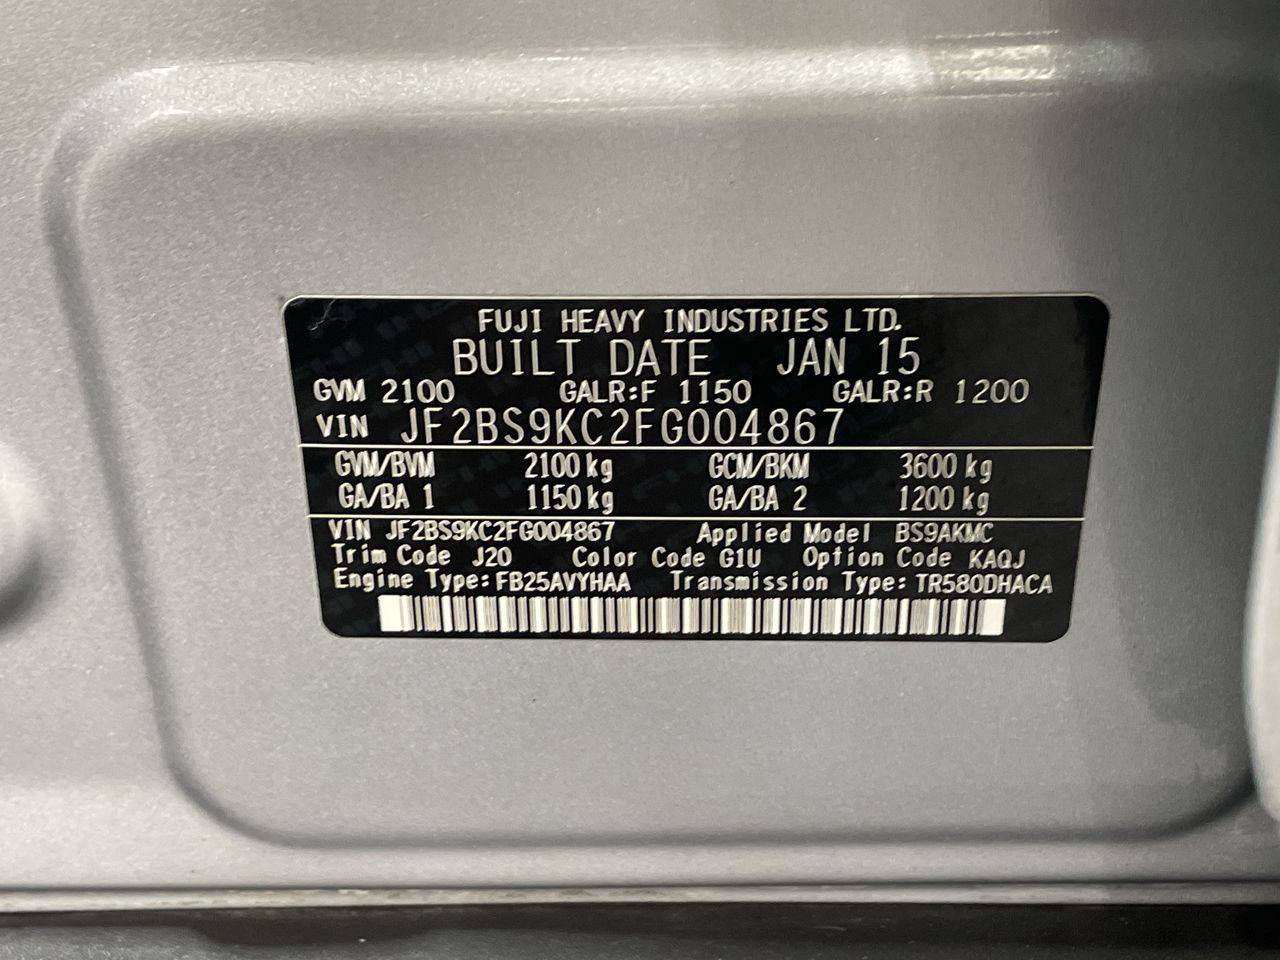 FUJI HEAVY INDUSTRIES LTD.
BUILT DATE JAN 15
GVM 2100 GALR:F 1150 GALR:R 1200
VIN JF2BS9KC2FG004867
GVM/BVM 2100 kg GCM/BKM 3600 kg
GA/BA 1 1150 kg GA/BA 2 1200 kg
VIN JF2BS9KC2FG004867 Applied Model BS9AKMC
Trim Code J20 Color Code G1U Option Code KAQJ
Engine Type: FB25AVYHAA Transmission Type: TR580DHACA